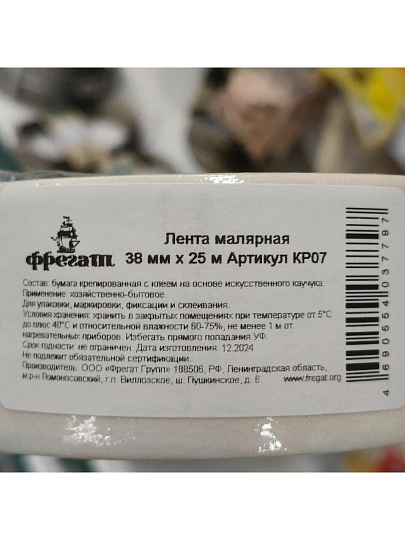 Фрегатт
Лента малярная
38 мм х 25 м Артикул КР07
Состав: бумага крепированная с клеем на основе искусственного каучука.
Применение: хозяйственно-бытовое.
Для упаковки, маркировки, фиксации и склеивания.
Условия хранения: хранить в закрытых помещениях при температуре от 5°С
до плюс 40°С и относительной влажности 60-75%, не менее 1 м от
нагревательных приборов. Избегать прямого попадания УФ.
Срок годности: не ограничен. Дата изготовления: 12.2024
Не подлежит обязательной сертификации.
Производитель: ООО «Фрегат Групп» 188506, РФ, Ленинградская область,
м.р-н Ломоносовский, г.п. Виллозское, ш. Пушкинское, д. 6.
www.fregat.org
4 690554 037797